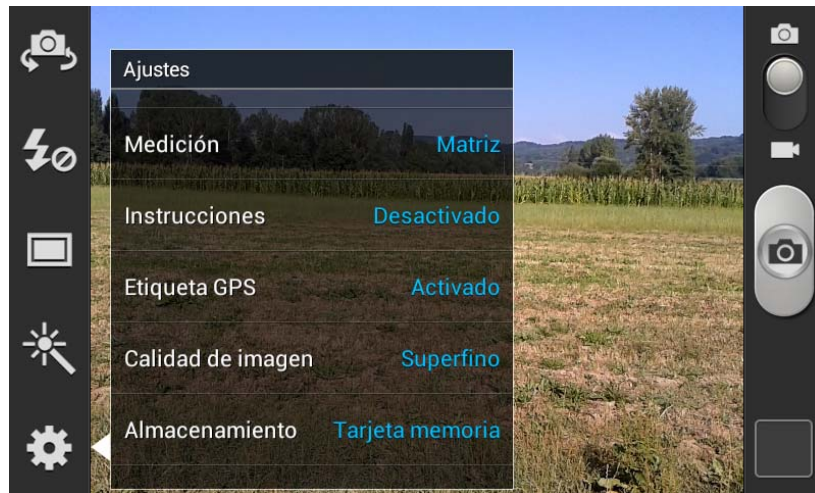 Ajustes
Medición Matriz
Instrucciones Desactivado
Etiqueta GPS Activado
Calidad de imagen Superfino
Almacenamiento Tarjeta memoria